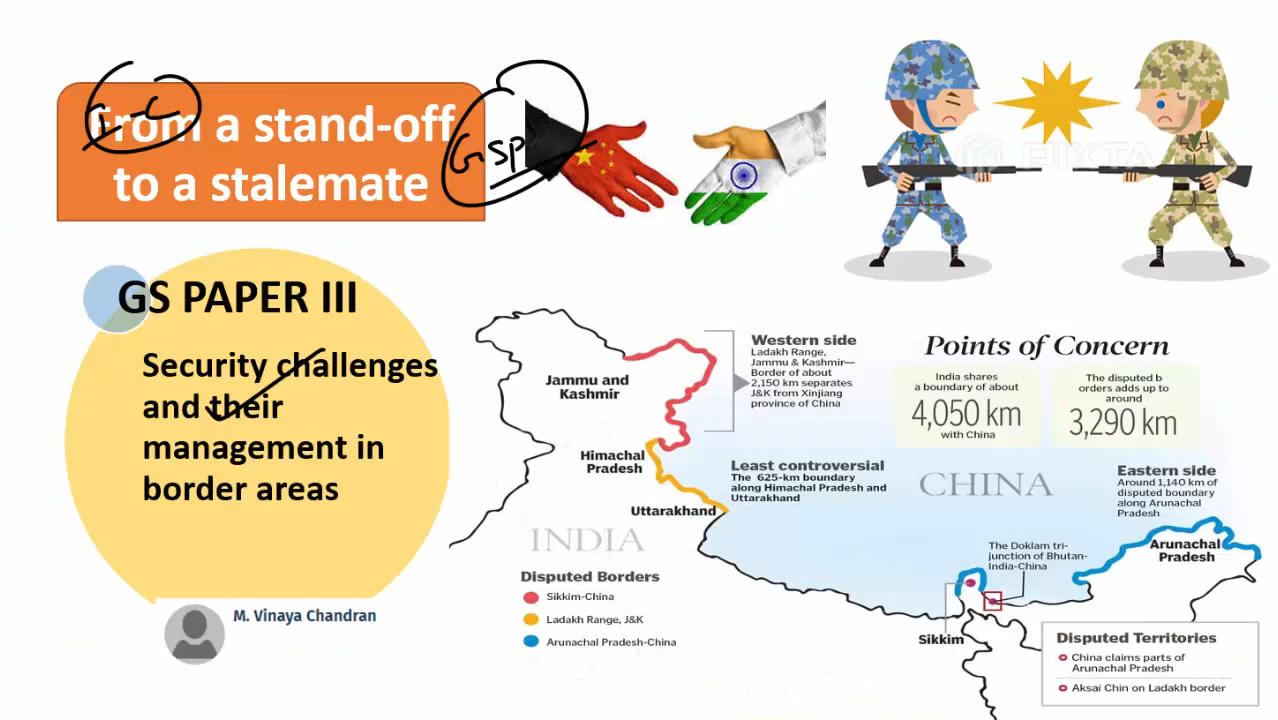 From a stand-off
to a stalemate
GSP
GS PAPER III
Security challenges
and their
management in
border areas
M. Vinaya Chandran
PIXTA
Points of Concern
India shares
a boundary of about
4,050 km
with China
The disputed b
orders adds up to
around
3,290 km
Western side
Ladakh Range,
Jammu & Kashmir—
Border of about
2,150 km separates
J&K from Xinjiang
province of China
Jammu and
Kashmir
Himachal
Pradesh
Least controversial
The 625-km boundary
along Himachal Pradesh and
Uttarakhand
Uttarakhand
CHINA
Eastern side
Around 1,140 km of
disputed boundary
along Arunachal
Pradesh
Arunachal
Pradesh
INDIA
The Doklam tri-
junction of Bhutan-
India-China
Sikkim
Disputed Borders
Sikkim-China
Ladakh Range, J&K
Arunachal Pradesh-China
Disputed Territories
China claims parts of
Arunachal Pradesh
Aksai Chin on Ladakh border